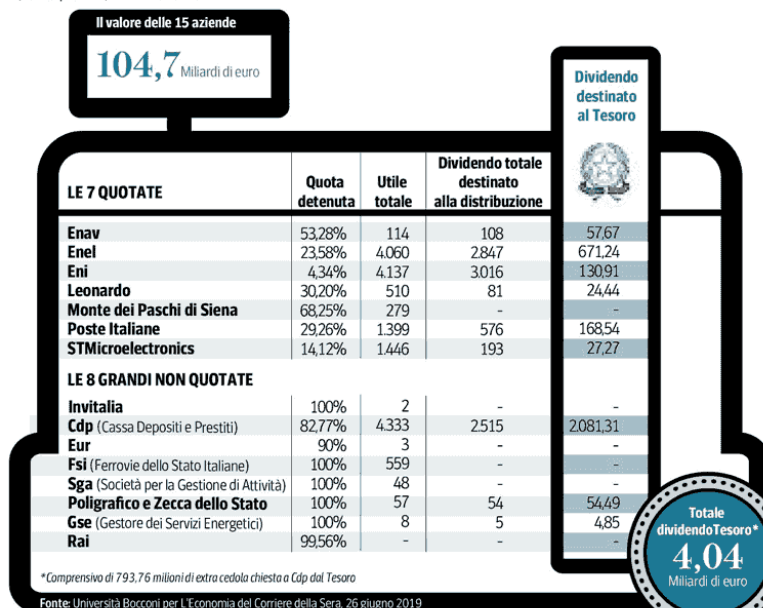 Il valore delle 15 aziende
104,7 Miliardi di euro
Dividendo
destinato
al Tesoro
LE 7 QUOTATE
Quota
detenuta
Utile
totale
Dividendo totale
destinato
alla distribuzione
Enav 53,28% 114 108 57,67
Enel 23,58% 4.060 2.847 671,24
Eni 4,34% 4.137 3.016 130,91
Leonardo 30,20% 510 81 24,44
Monte dei Paschi di Siena 68,25% 279 - -
Poste Italiane 29,26% 1.399 576 168,54
STMicroelectronics 14,12% 1.446 193 27,27
LE 8 GRANDI NON QUOTATE
Invitalia 100% 2 - -
Cdp (Cassa Depositi e Prestiti) 82,77% 4.333 2.515 2.081,31
Eur 90% 3 - -
Fsi (Ferrovie dello Stato Italiane) 100% 559 - -
Sga (Società per la Gestione di Attività) 100% 48 - -
Poligrafico e Zecca dello Stato 100% 57 54 54,49
Gse (Gestore dei Servizi Energetici) 100% 8 5 4,85
Rai 99,56% - - -
Totale
dividendo Tesoro*
4,04
Miliardi di euro
*Comprensivo di 793,76 milioni di extra cedola chiesta a Cdp dal Tesoro
Fonte: Università Bocconi per L'Economia del Corriere della Sera, 26 giugno 2019